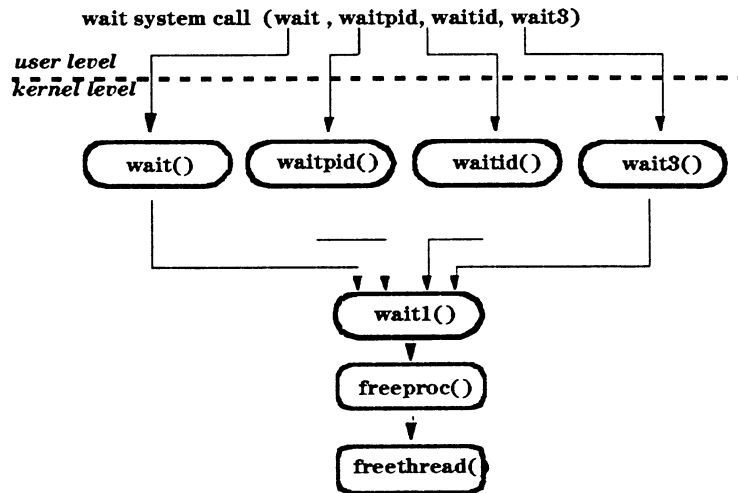 wait system call (wait , waitpid, waitid, wait3)
user level
kernel level
wait()
waitpid()
waitid()
wait3()
wait1()
freeproc()
freethread()